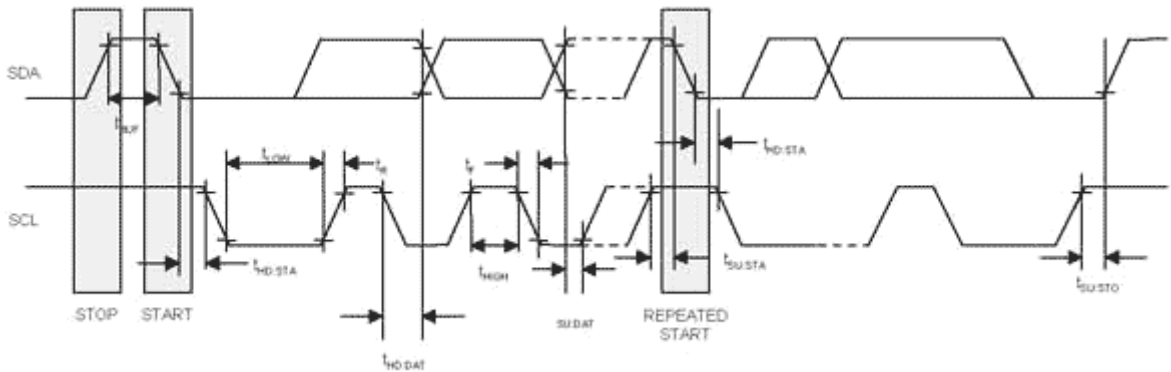 SDA
tBUF
tLOW
tR
tF
tHD:STA
SCL
tHD:STA
tHIGH
tSU:STA
tSU:STO
STOP
START
SU:DAT
REPEATED
START
tHD:DAT